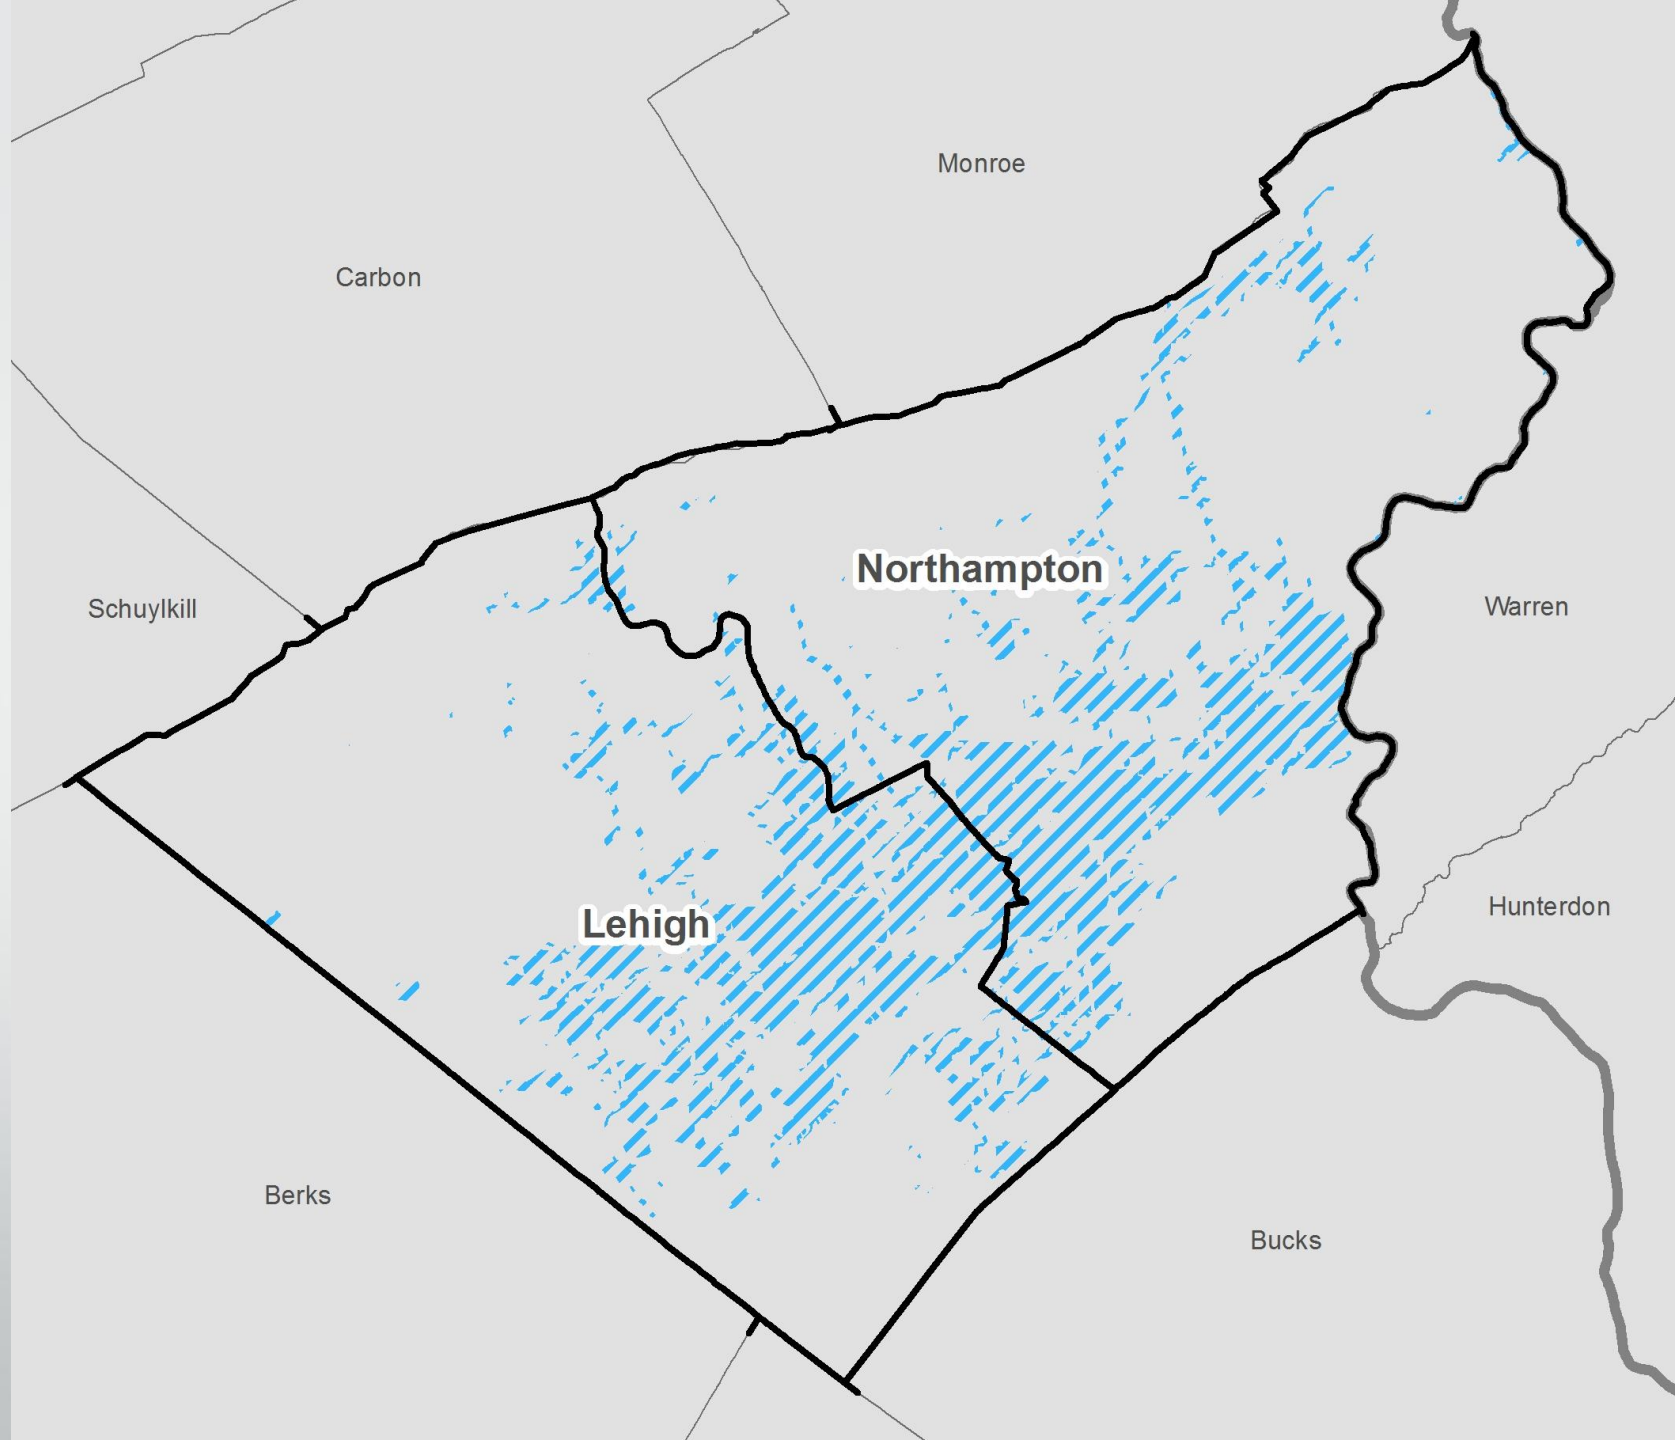 Monroe
Carbon
Northampton
Schuylkill
Warren
Lehigh
Hunterdon
Berks
Bucks